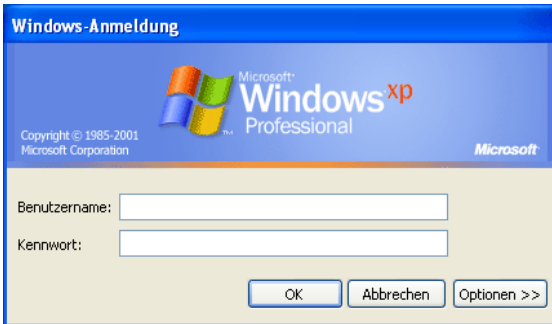 Windows-Anmeldung
Microsoft®
Windows xp
Professional
Copyright © 1985-2001
Microsoft Corporation
Microsoft
Benutzername:
Kennwort:
OK
Abbrechen
Optionen >>